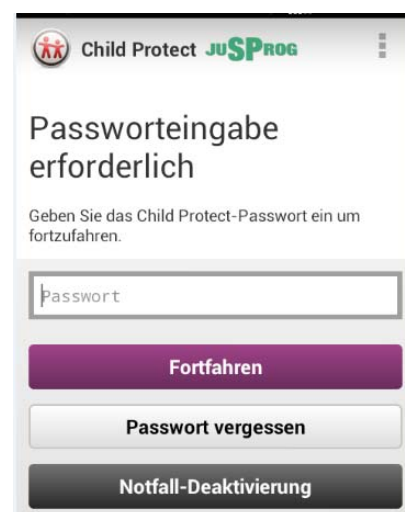 Child Protect JUSPROG
Passworteingabe
erforderlich
Geben Sie das Child Protect-Passwort ein um
fortzufahren.
Passwort
Fortfahren
Passwort vergessen
Notfall-Deaktivierung